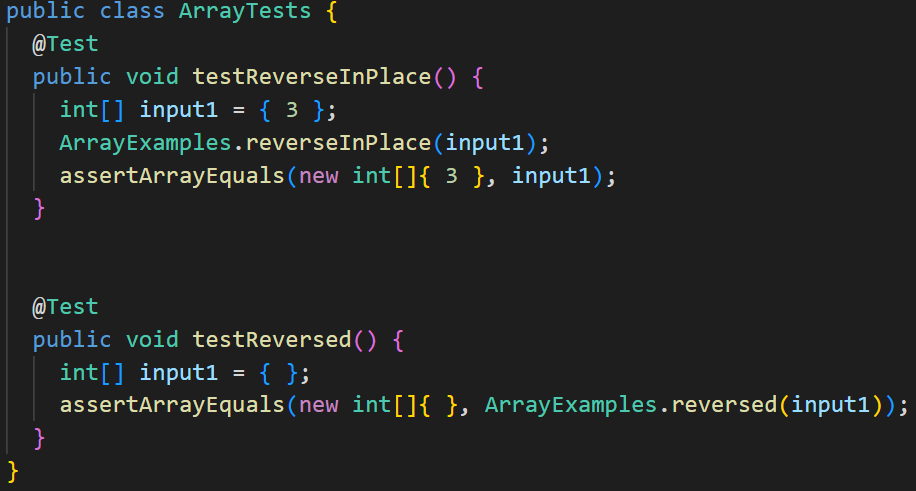 public class ArrayTests {
  @Test
  public void testReverseInPlace() {
    int[] input1 = { 3 };
    ArrayExamples.reverseInPlace(input1);
    assertArrayEquals(new int[]{ 3 }, input1);
  }
  @Test
  public void testReversed() {
    int[] input1 = { };
    assertArrayEquals(new int[]{ }, ArrayExamples.reversed(input1));
  }
}